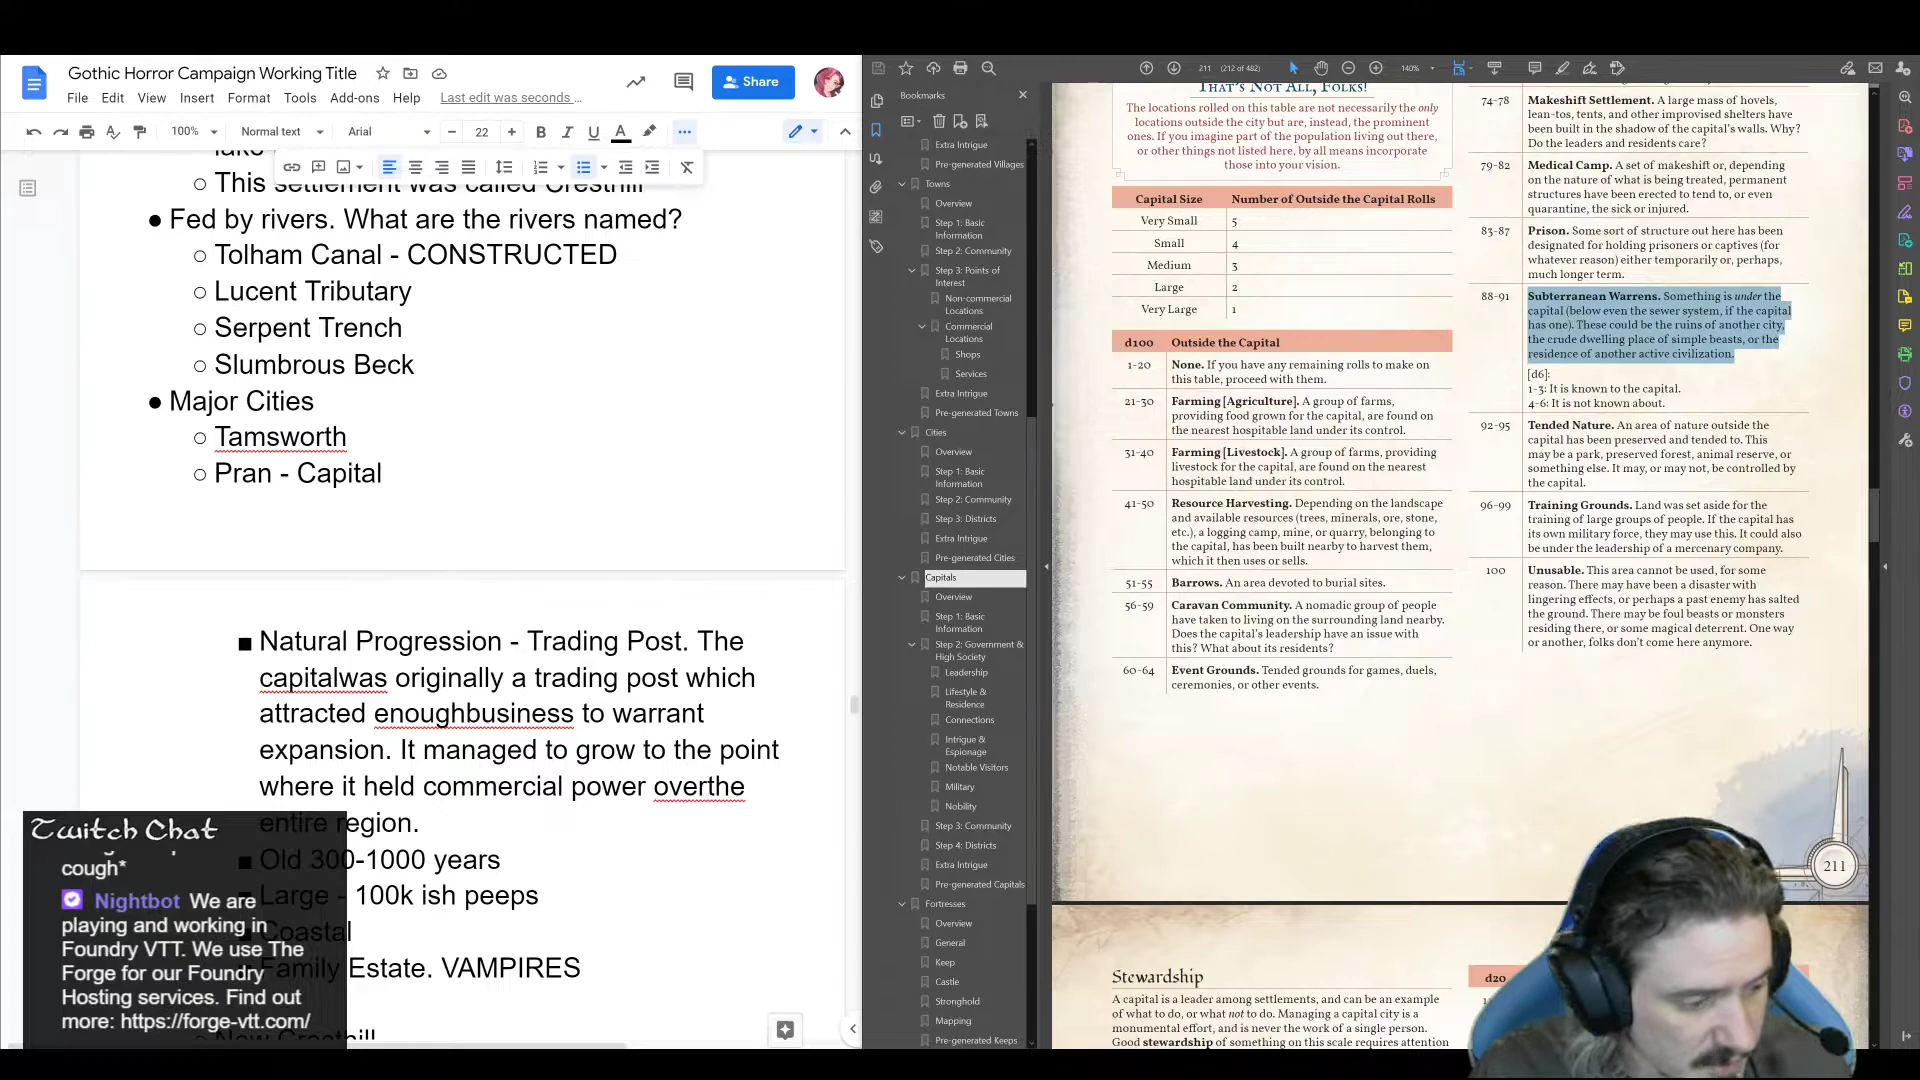 Gothic Horror Campaign Working Title
File Edit View Insert Format Tools Add-ons Help Last edit was seconds ...
Share
100% Normal text Arial 22
This settlement was called Cresthill
● Fed by rivers. What are the rivers named?
○ Tolham Canal - CONSTRUCTED
○ Lucent Tributary
○ Serpent Trench
○ Slumbrous Beck
● Major Cities
○ Tamsworth
○ Pran - Capital
■ Natural Progression - Trading Post. The
capitalwas originally a trading post which
attracted enoughbusiness to warrant
expansion. It managed to grow to the point
where it held commercial power overthe
entire region.
■ Old 300-1000 years
■ Large - 100k ish peeps
Coastal
Family Estate. VAMPIRES
Twitch Chat
cough*
Nightbot We are
playing and working in
Foundry VTT. We use The
Forge for our Foundry
Hosting services. Find out
more: https://forge-vtt.com/
211 (212 of 482) 140%
Bookmarks
Extra Intrigue
Pre-generated Villages
Towns
Overview
Step 1: Basic
Information
Step 2: Community
Step 3: Points of
Interest
Non-commercial
Locations
Commercial
Locations
Shops
Services
Extra Intrigue
Pre-generated Towns
Cities
Overview
Step 1: Basic
Information
Step 2: Community
Step 3: Districts
Extra Intrigue
Pre-generated Cities
Capitals
Overview
Step 1: Basic
Information
Step 2: Government &
High Society
Leadership
Lifestyle &
Residence
Connections
Intrigue &
Espionage
Notable Visitors
Military
Nobility
Step 3: Community
Step 4: Districts
Extra Intrigue
Pre-generated Capitals
Fortresses
Overview
General
Keep
Castle
Stronghold
Mapping
Pre-generated Keeps
That's Not All, Folks!
The locations rolled on this table are not necessarily the only
locations outside the city but are, instead, the prominent
ones. If you imagine part of the population living out there,
or other things not listed here, by all means incorporate
those into your vision.
Capital Size Number of Outside the Capital Rolls
Very Small 5
Small 4
Medium 3
Large 2
Very Large 1
d100 Outside the Capital
1-20 None. If you have any remaining rolls to make on
this table, proceed with them.
21-30 Farming [Agriculture]. A group of farms,
providing food grown for the capital, are found on
the nearest hospitable land under its control.
31-40 Farming [Livestock]. A group of farms, providing
livestock for the capital, are found on the nearest
hospitable land under its control.
41-50 Resource Harvesting. Depending on the landscape
and available resources (trees, minerals, ore, stone,
etc.), a logging camp, mine, or quarry, belonging to
the capital, has been built nearby to harvest them,
which it then uses or sells.
51-55 Barrows. An area devoted to burial sites.
56-59 Caravan Community. A nomadic group of people
have taken to living on the surrounding land nearby.
Does the capital's leadership have an issue with
this? What about its residents?
60-64 Event Grounds. Tended grounds for games, duels,
ceremonies, or other events.
74-78 Makeshift Settlement. A large mass of hovels,
lean-tos, tents, and other improvised shelters have
been built in the shadow of the capital's walls. Why?
Do the leaders and residents care?
79-82 Medical Camp. A set of makeshift or, depending
on the nature of what is being treated, permanent
structures have been erected to tend to, or even
quarantine, the sick or injured.
83-87 Prison. Some sort of structure out here has been
designated for holding prisoners or captives (for
whatever reason) either temporarily or, perhaps,
much longer term.
88-91 Subterranean Warrens. Something is under the
capital (below even the sewer system, if the capital
has one). These could be the ruins of another city,
the crude dwelling place of simple beasts, or the
residence of another active civilization.
[d6]:
1-3: It is known to the capital.
4-6: It is not known about.
92-95 Tended Nature. An area of nature outside the
capital has been preserved and tended to. This
may be a park, preserved forest, animal reserve, or
something else. It may, or may not, be controlled by
the capital.
96-99 Training Grounds. Land was set aside for the
training of large groups of people. If the capital has
its own military force, they may use this. It could also
be under the leadership of a mercenary company.
100 Unusable. This area cannot be used, for some
reason. There may have been a disaster with
lingering effects, or perhaps a past enemy has salted
the ground. There may be foul beasts or monsters
residing there, or some magical deterrent. One way
or another, folks don't come here anymore.
211
Stewardship
A capital is a leader among settlements, and can be an example
of what to do, or what not to do. Managing a capital city is a
monumental effort, and is never the work of a single person.
Good stewardship of something on this scale requires attention
d20